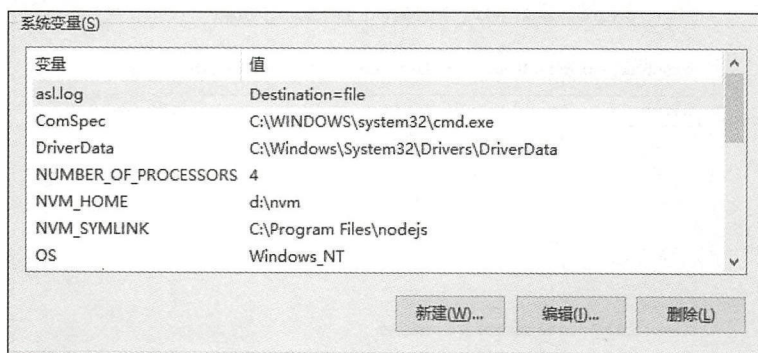 系统变量(S)
变量 值
asl.log Destination=file
ComSpec C:\WINDOWS\system32\cmd.exe
DriverData C:\Windows\System32\Drivers\DriverData
NUMBER_OF_PROCESSORS 4
NVM_HOME d:\nvm
NVM_SYMLINK C:\Program Files\nodejs
OS Windows_NT
新建(W)... 编辑(I)... 删除(L)